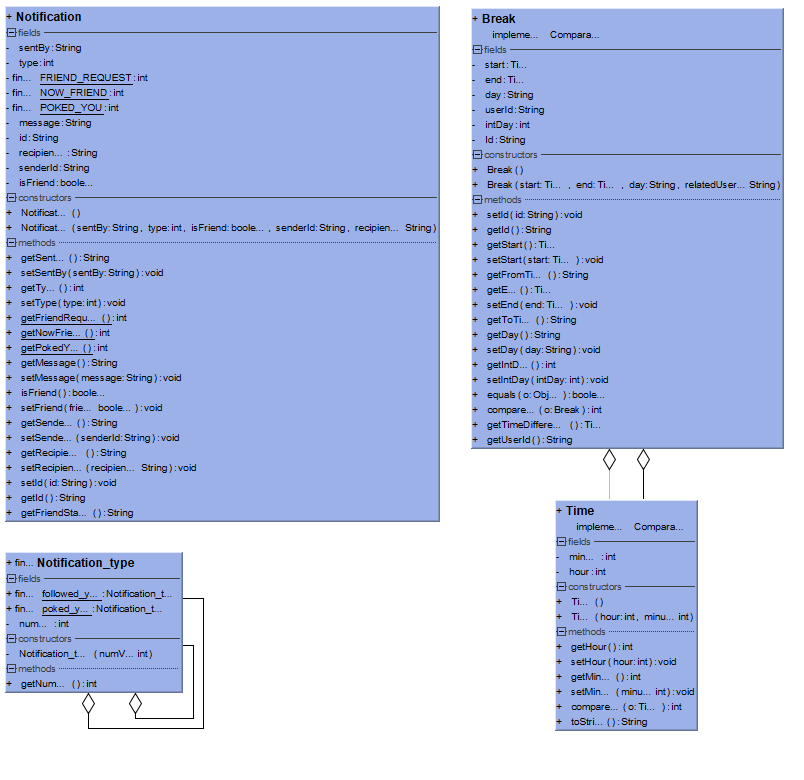 + Notification
fields
- sentBy : String
- type : int
- fin... FRIEND_REQUEST : int
- fin... NOW_FRIEND : int
- fin... POKED_YOU : int
- message : String
- id : String
- recipien... : String
- senderId : String
- isFriend : boole...
constructors
+ Notificat... ()
+ Notificat... (sentBy : String, type : int, isFriend : boole... , senderId : String, recipien... String)
methods
+ getSent... () : String
+ setSentBy (sentBy : String) : void
+ getTy... () : int
+ setType (type : int) : void
+ getFriendRequ... () : int
+ getNowFrie... () : int
+ getPokedY... () : int
+ getMessage () : String
+ setMessage (message : String) : void
+ isFriend () : boole...
+ setFriend (frie... boole... ) : void
+ getSende... () : String
+ setSende... (senderId : String) : void
+ getRecipie... () : String
+ setRecipien... (recipien... String) : void
+ setId (id : String) : void
+ getId () : String
+ getFriendSta... () : String
+ Break
impleme... Compara...
fields
- start : Ti...
- end : Ti...
- day : String
- userId : String
- intDay : int
- Id : String
constructors
+ Break ()
+ Break (start : Ti... , end : Ti... , day : String, relatedUser... String)
methods
+ setId (id : String) : void
+ getId () : String
+ getStart () : Ti...
+ setStart (start : Ti... ) : void
+ getFromTi... () : String
+ getE... () : Ti...
+ setEnd (end : Ti... ) : void
+ getToTi... () : String
+ getDay () : String
+ setDay (day : String) : void
+ getIntD... () : int
+ setIntDay (intDay : int) : void
+ equals (o : Obj... ) : boole...
+ compare... (o : Break) : int
+ getTimeDiffere... () : Ti...
+ getUserId () : String
+ fin... Notification_type
fields
+ fin... followed_y... : Notification_t...
+ fin... poked_y... : Notification_t...
- num... : int
constructors
- Notification_t... (numV... int)
methods
+ getNum... () : int
+ Time
impleme... Compara...
fields
- min... : int
- hour : int
constructors
+ Ti... ()
+ Ti... (hour : int, minu... int)
methods
+ getHour () : int
+ setHour (hour : int) : void
+ getMin... () : int
+ setMin... (minu... int) : void
+ compare... (o : Ti... ) : int
+ toStri... () : String